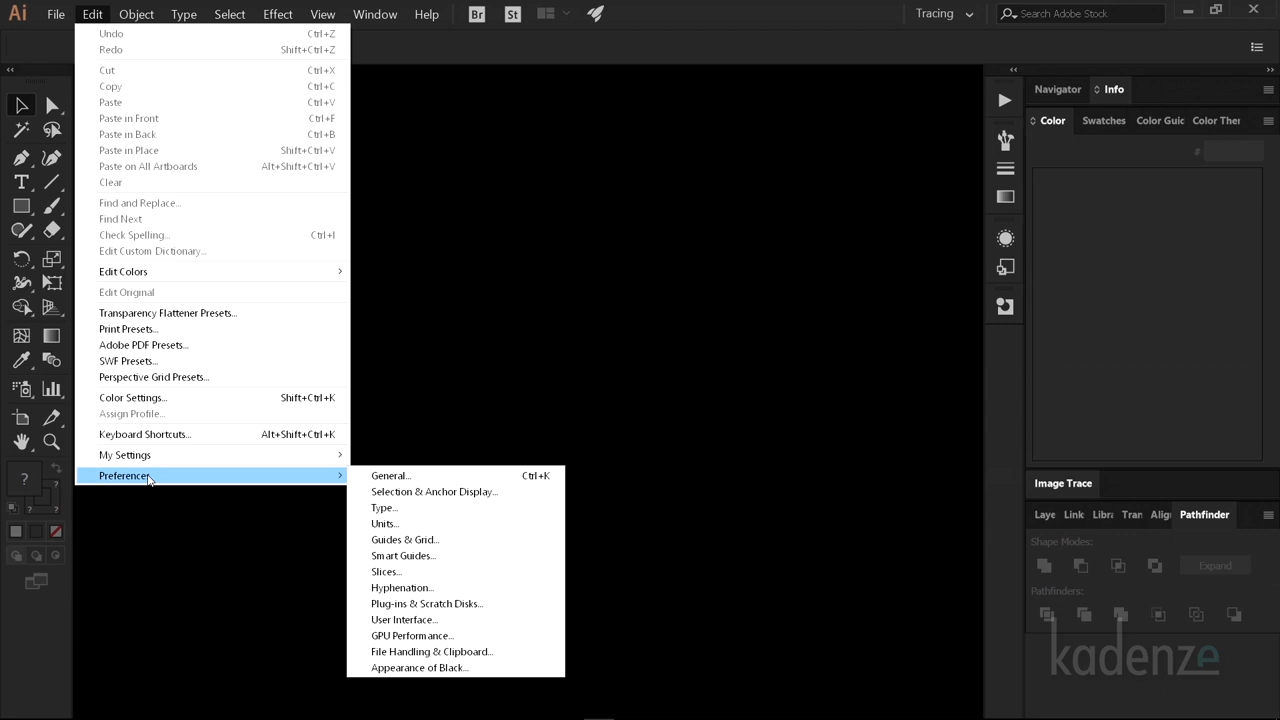 Ai File Edit Object Type Select Effect View Window Help Br St Tracing Search Adobe Stock
Undo Ctrl+Z
Redo Shift+Ctrl+Z
Cut Ctrl+X
Copy Ctrl+C
Paste Ctrl+V
Paste in Front Ctrl+F
Paste in Back Ctrl+B
Paste in Place Shift+Ctrl+V
Paste on All Artboards Alt+Shift+Ctrl+V
Clear
Find and Replace...
Find Next
Check Spelling... Ctrl+I
Edit Custom Dictionary...
Edit Colors
Edit Original
Transparency Flattener Presets...
Print Presets...
Adobe PDF Presets...
SWF Presets...
Perspective Grid Presets...
Color Settings... Shift+Ctrl+K
Assign Profile...
Keyboard Shortcuts... Alt+Shift+Ctrl+K
My Settings
Preferences
General... Ctrl+K
Selection & Anchor Display...
Type...
Units...
Guides & Grid...
Smart Guides...
Slices...
Hyphenation...
Plug-ins & Scratch Disks...
User Interface...
GPU Performance...
File Handling & Clipboard...
Appearance of Black...
Navigator Info
Color Swatches Color Guic Color Ther
#
Image Trace
Laye Link Libra Tran Alig Pathfinder
Shape Modes:
Expand
Pathfinders:
kadenze
? ?
? ?